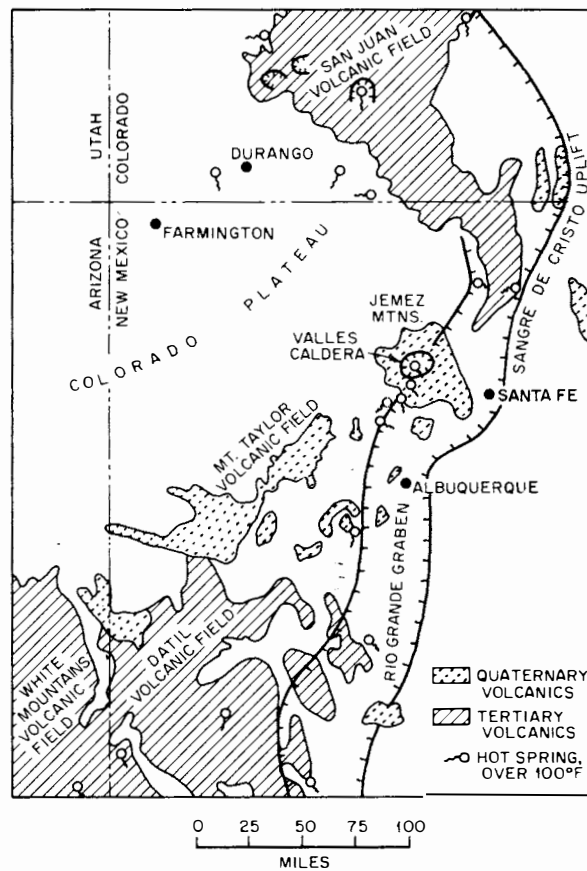 SAN JUAN
VOLCANIC FIELD
UTAH
COLORADO
DURANGO
ARIZONA
NEW MEXICO
FARMINGTON
COLORADO PLATEAU
JEMEZ
MTNS.
VALLES
CALDERA
SANGRE DE CRISTO UPLIFT
SANTA FE
MT. TAYLOR
VOLCANIC FIELD
ALBUQUERQUE
RIO GRANDE GRABEN
DATIL
VOLCANIC FIELD
WHITE
MOUNTAINS
VOLCANIC
FIELD
QUATERNARY
VOLCANICS
TERTIARY
VOLCANICS
HOT SPRING,
OVER 100°F
0 25 50 75 100
MILES